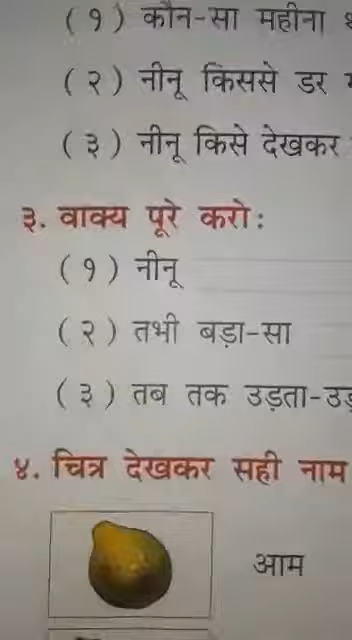 (१) कौन-सा महीना
(२) नीनू किससे डर
(३) नीनू किसे देखकर
३. वाक्य पूरे करो:
(१) नीनू
(२) तभी बड़ा-सा
(३) तब तक उड़ता-उड़
४. चित्र देखकर सही नाम
आम